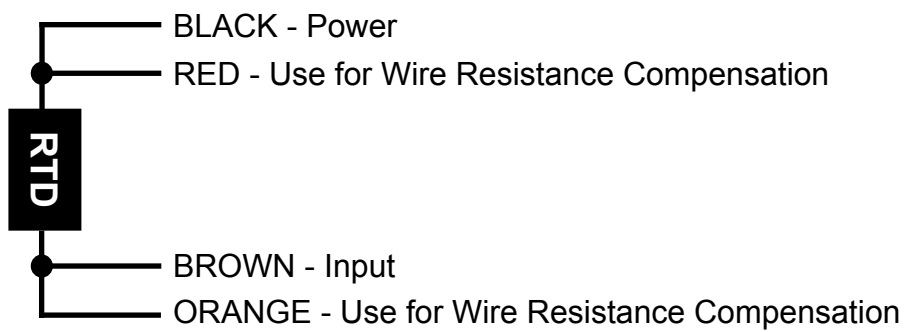 BLACK - Power
RED - Use for Wire Resistance Compensation
RTD
BROWN - Input
ORANGE - Use for Wire Resistance Compensation